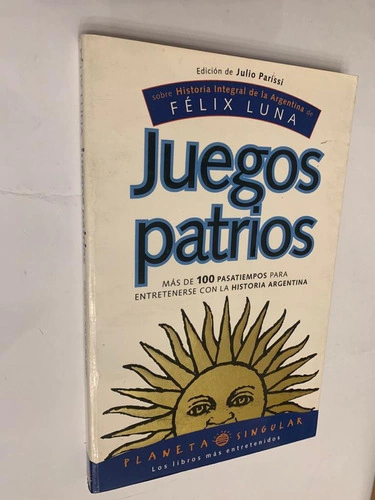 Edición de Julio Parissi
sobre Historia Integral de la Argentina de
FÉLIX LUNA
Juegos
patrios
MÁS DE 100 PASATIEMPOS PARA
ENTRETENERSE CON LA HISTORIA ARGENTINA
PLANETA SINGULAR
Los libros más entretenidos